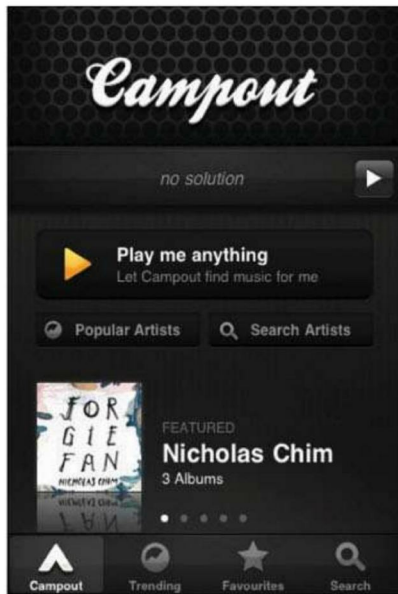 Campout
no solution
Play me anything
Let Campout find music for me
Popular Artists
Search Artists
FOR
GIE
FAN
NICHOLAS CHIM
FEATURED
Nicholas Chim
3 Albums
Campout
Trending
Favourites
Search